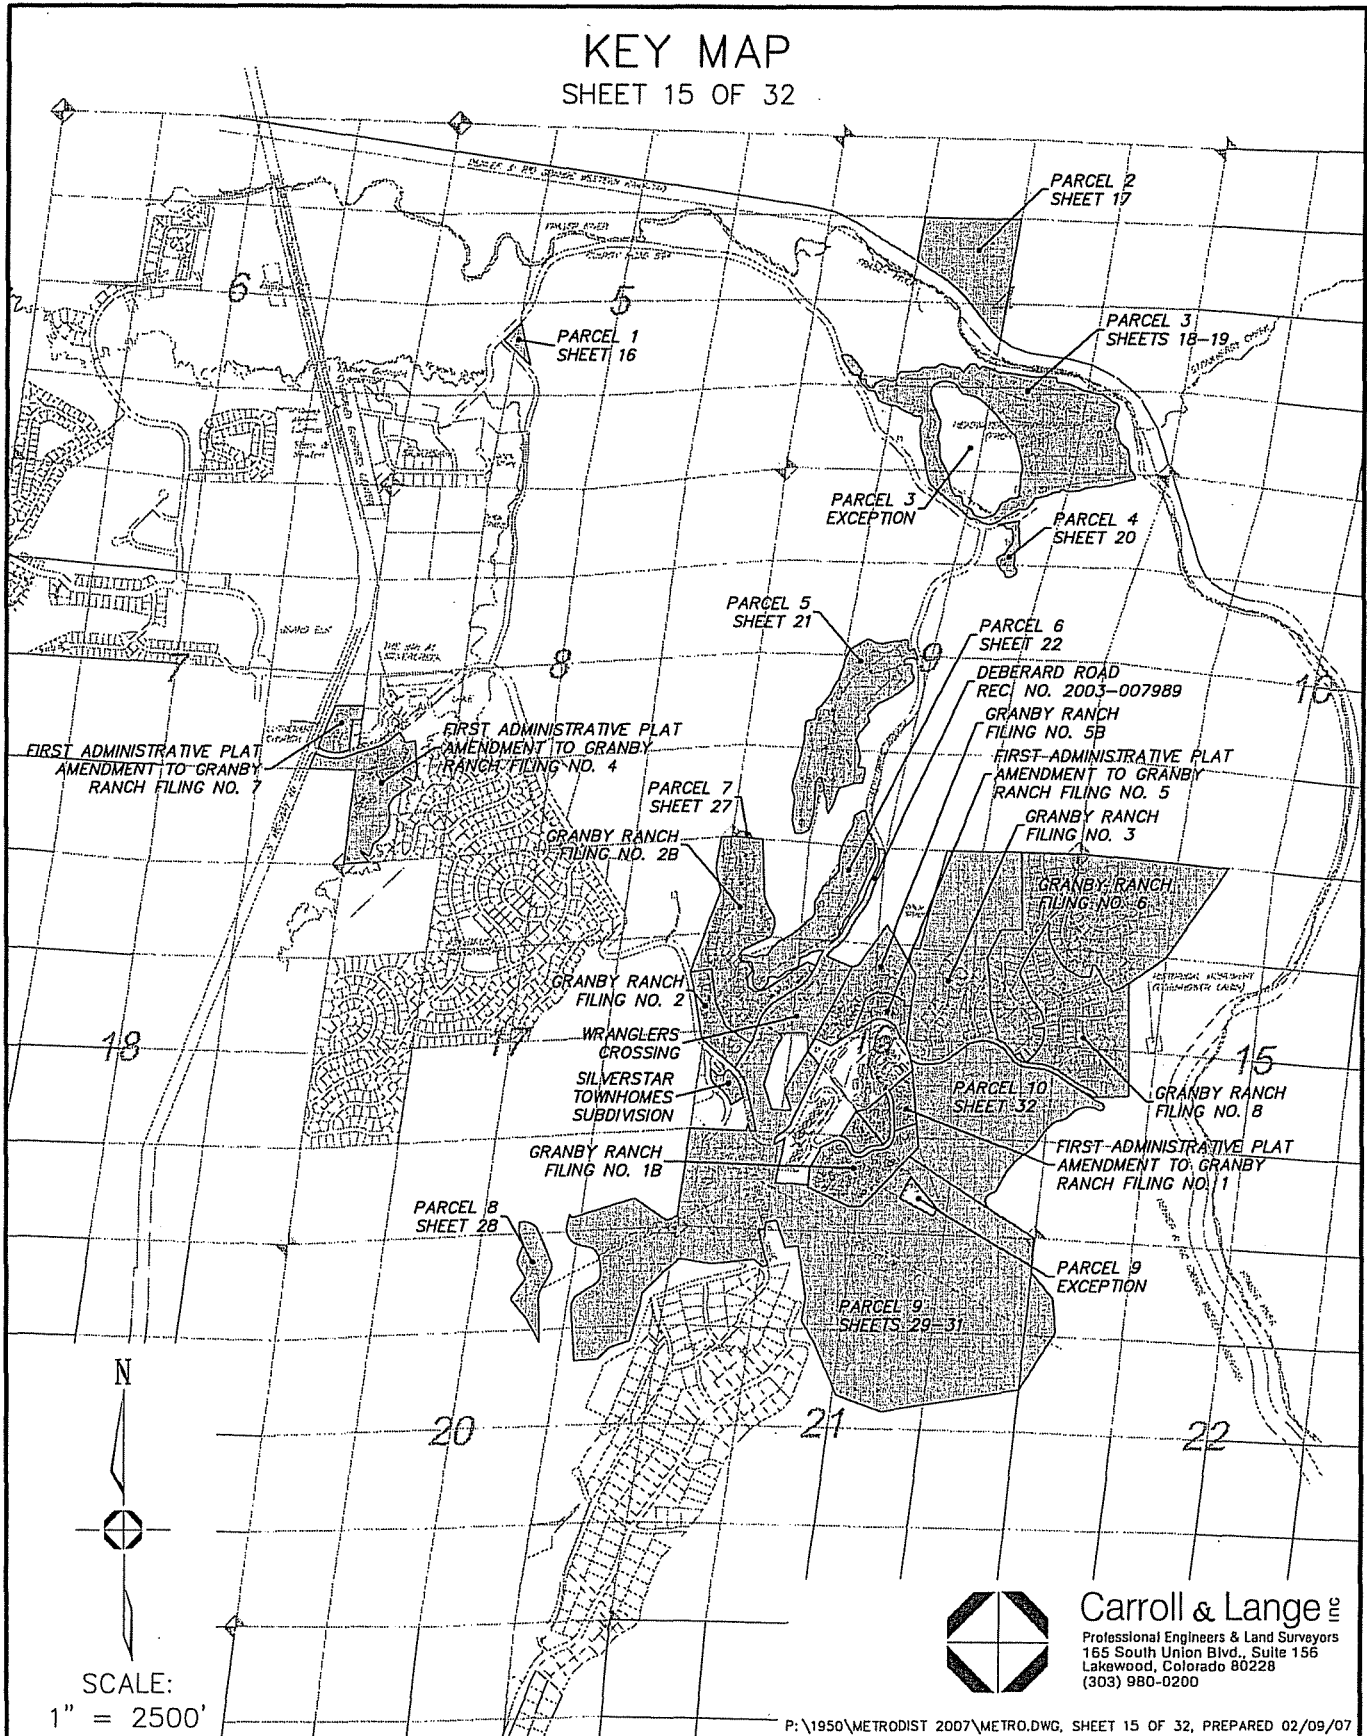 KEY MAP
SHEET 15 OF 32
PARCEL 2
SHEET 17
6
5
PARCEL 1
SHEET 16
PARCEL 3
SHEETS 18-19
PARCEL 3
EXCEPTION
PARCEL 4
SHEET 20
PARCEL 5
SHEET 21
PARCEL 6
SHEET 22
DEBERARD ROAD
REC. NO. 2003-007989
GRANBY RANCH
FILING NO. 5B
7
8
9
10
FIRST ADMINISTRATIVE PLAT
AMENDMENT TO GRANBY
RANCH FILING NO. 7
FIRST ADMINISTRATIVE PLAT
AMENDMENT TO GRANBY
RANCH FILING NO. 4
FIRST ADMINISTRATIVE PLAT
AMENDMENT TO GRANBY
RANCH FILING NO. 5
PARCEL 7
SHEET 27
GRANBY RANCH
FILING NO. 3
GRANBY RANCH
FILING NO. 2B
GRANBY RANCH
FILING NO. 6
GRANBY RANCH
FILING NO. 2
WRANGLERS
CROSSING
SILVERSTAR
TOWNHOMES
SUBDIVISION
18
17
16
15
PARCEL 10
SHEET 32
GRANBY RANCH
FILING NO. 8
GRANBY RANCH
FILING NO. 1B
FIRST ADMINISTRATIVE PLAT
AMENDMENT TO GRANBY
RANCH FILING NO. 1
PARCEL 8
SHEET 28
PARCEL 9
EXCEPTION
PARCEL 9
SHEETS 29-31
N
20
21
22
SCALE:
1" = 2500'
Carroll & Lange Inc
Professional Engineers & Land Surveyors
165 South Union Blvd., Suite 156
Lakewood, Colorado 80228
(303) 980-0200
P:\1950\METRODIST 2007\METRO.DWG, SHEET 15 OF 32, PREPARED 02/09/07